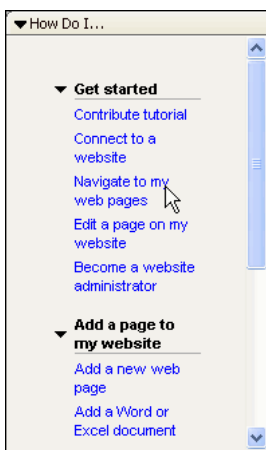 How Do I...
Get started
Contribute tutorial
Connect to a
website
Navigate to my
web pages
Edit a page on my
website
Become a website
administrator
Add a page to
my website
Add a new web
page
Add a Word or
Excel document